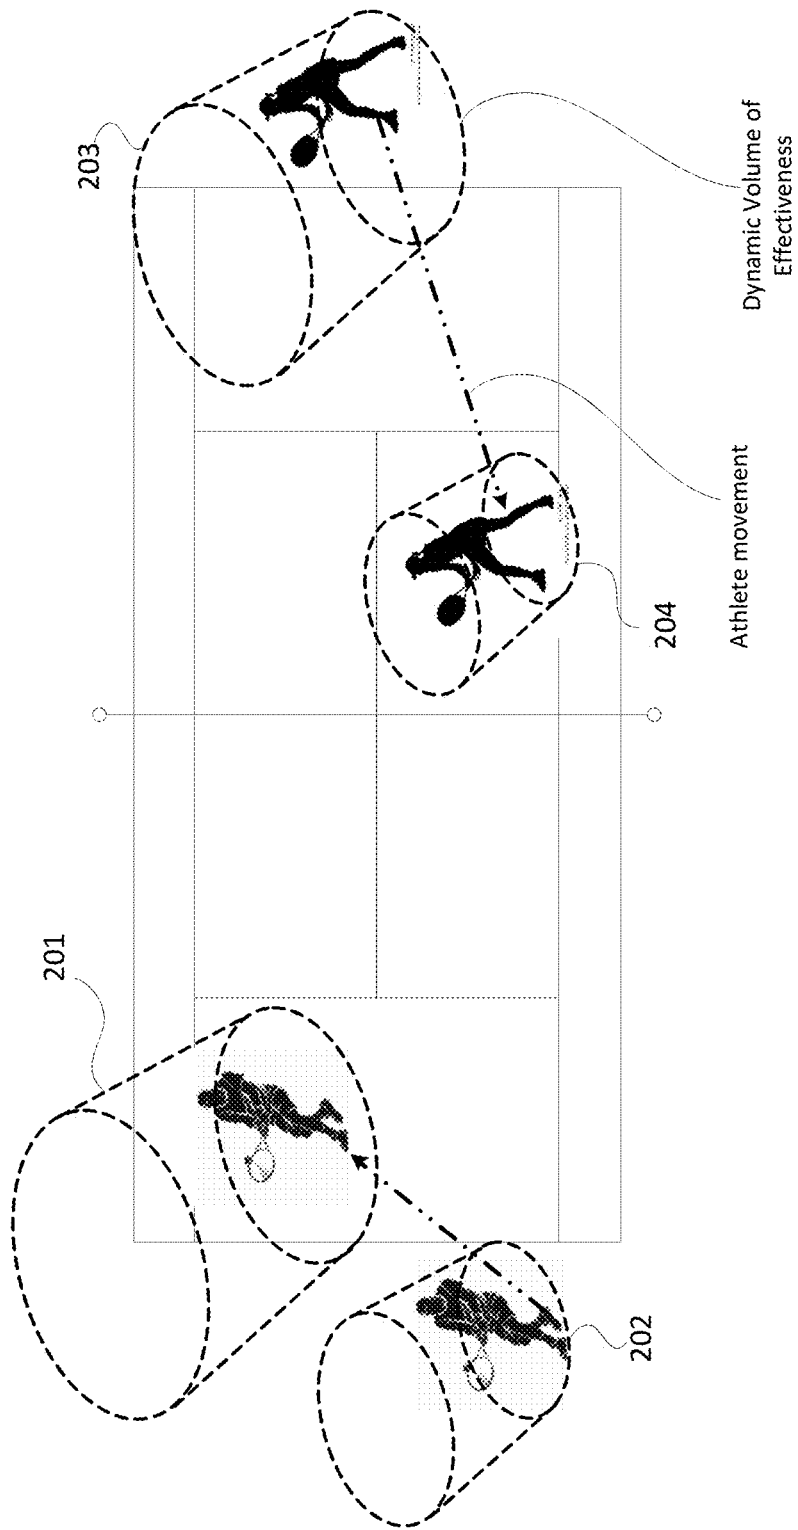 201
203
202
204
Athlete movement
Dynamic Volume of
Effectiveness